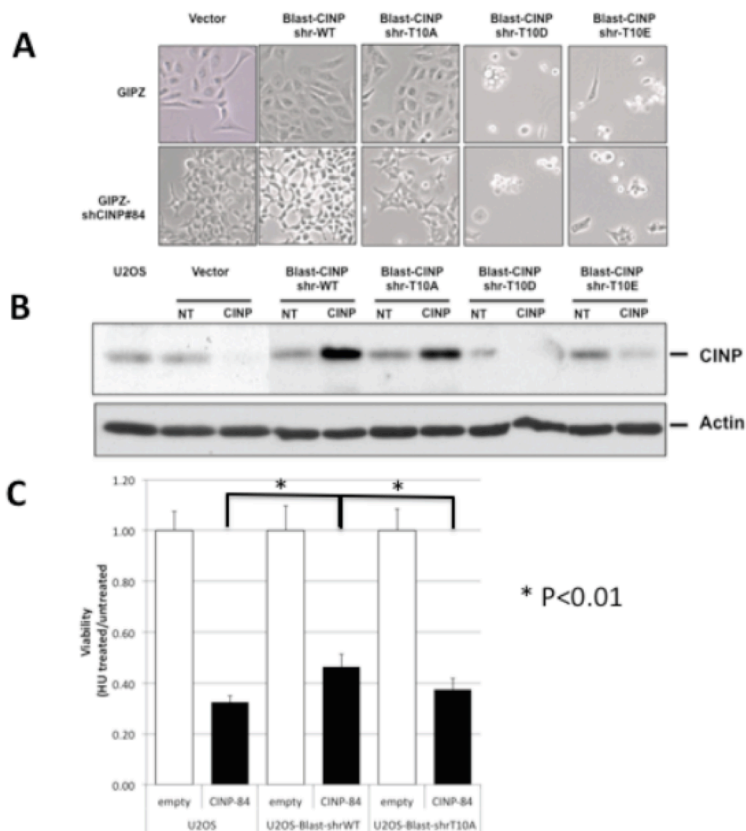 A
Vector
Blast-CINP
shr-WT
Blast-CINP
shr-T10A
Blast-CINP
shr-T10D
Blast-CINP
shr-T10E
GIPZ
GIPZ-
shCINP#84
B
U2OS
Vector
Blast-CINP
shr-WT
Blast-CINP
shr-T10A
Blast-CINP
shr-T10D
Blast-CINP
shr-T10E
NT CINP NT CINP NT CINP NT CINP NT CINP
CINP
Actin
C
Viability
(HU treated/untreated
1.20
1.00
0.80
0.60
0.40
0.20
0.00
* *
* P<0.01
empty CINP-84 empty CINP-84 empty CINP-84
U2OS U2OS-Blast-shrWT U2OS-Blast-shrT10A